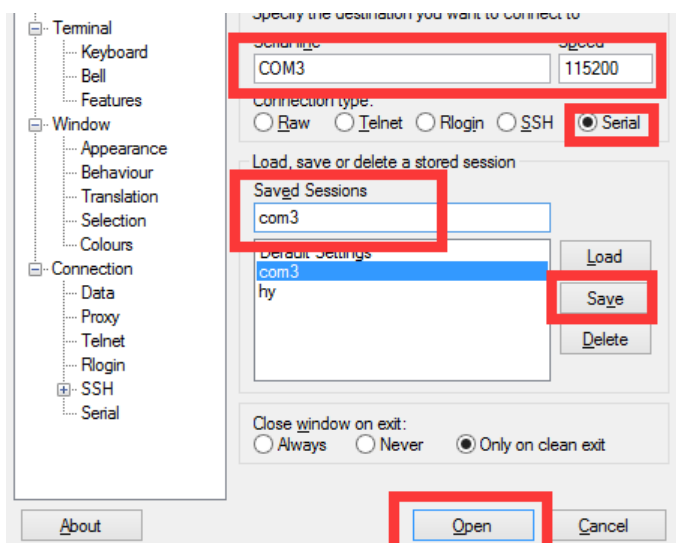 Specify the destination you want to connect to
Terminal
Keyboard
Bell
Features
Window
Appearance
Behaviour
Translation
Selection
Colours
Connection
Data
Proxy
Telnet
Rlogin
SSH
Serial
Serial line
Speed
COM3
115200
Connection type:
Raw
Telnet
Rlogin
SSH
Serial
Load, save or delete a stored session
Saved Sessions
com3
Default Settings
com3
hy
Load
Save
Delete
Close window on exit:
Always
Never
Only on clean exit
About
Open
Cancel